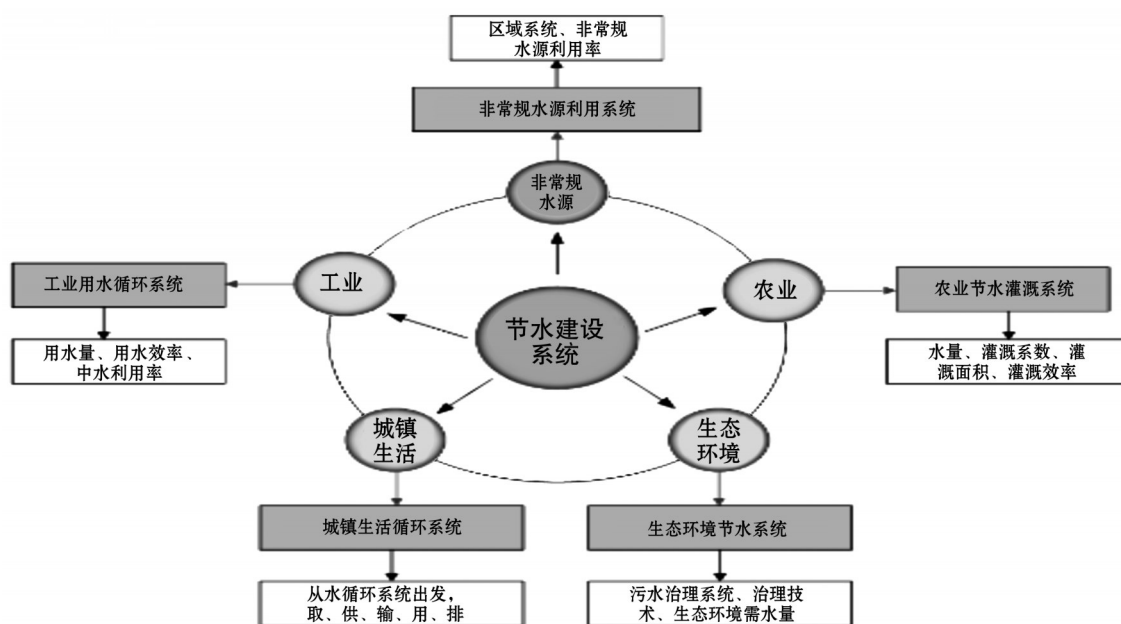 区域系统、非常规
水源利用率
非常规水源利用系统
非常规
水源
工业用水循环系统
工业
农业
农业节水灌溉系统
节水建设
系统
用水量、用水效率、
中水利用率
水量、灌溉系数、灌
溉面积、灌溉效率
城镇
生活
生态
环境
城镇生活循环系统
生态环境节水系统
从水循环系统出发，
取、供、输、用、排
污水治理系统、治理技
术、生态环境需水量